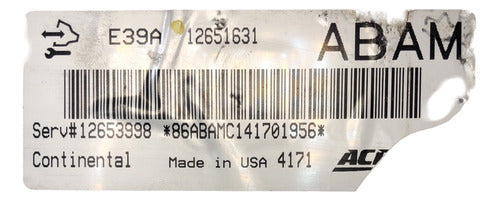 E39A 12651631 ABAM
Serv#12653998 *86ABAMC141701956*
Continental Made in USA 4171